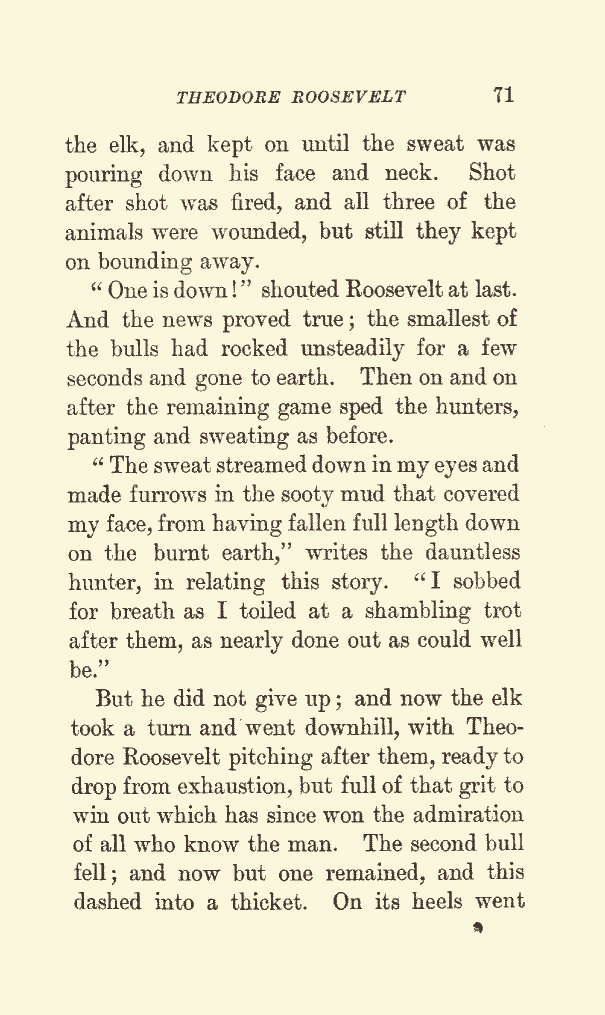 THEODORE ROOSEVELT 71
the elk, and kept on until the sweat was
pouring down his face and neck. Shot
after shot was fired, and all three of the
animals were wounded, but still they kept
on bounding away.
“ One is down!” shouted Roosevelt at last.
And the news proved true; the smallest of
the bulls had rocked unsteadily for a few
seconds and gone to earth. Then on and on
after the remaining game sped the hunters,
panting and sweating as before.
“ The sweat streamed down in my eyes and
made furrows in the sooty mud that covered
my face, from having fallen full length down
on the burnt earth,” writes the dauntless
hunter, in relating this story. “I sobbed
for breath as I toiled at a shambling trot
after them, as nearly done out as could well
be.”
But he did not give up; and now the elk
took a turn and went downhill, with Theo-
dore Roosevelt pitching after them, ready to
drop from exhaustion, but full of that grit to
win out which has since won the admiration
of all who know the man. The second bull
fell; and now but one remained, and this
dashed into a thicket. On its heels went